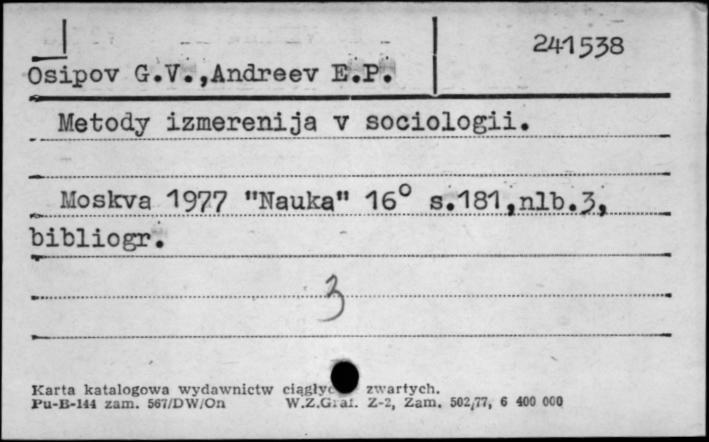 241538
Osipov G.V.,Andreev E.P.
Metody izmerenija v sociologii.
Moskva 1977 "Nauka" 16° s.181,nlb.3,
bibliogr.
3
Karta katalogowa wydawnictw zwartych.
Pu-B-144 zam. 567/DW/On W.Z.Graf. Z-2, Zam. 502/77, 6 400 000